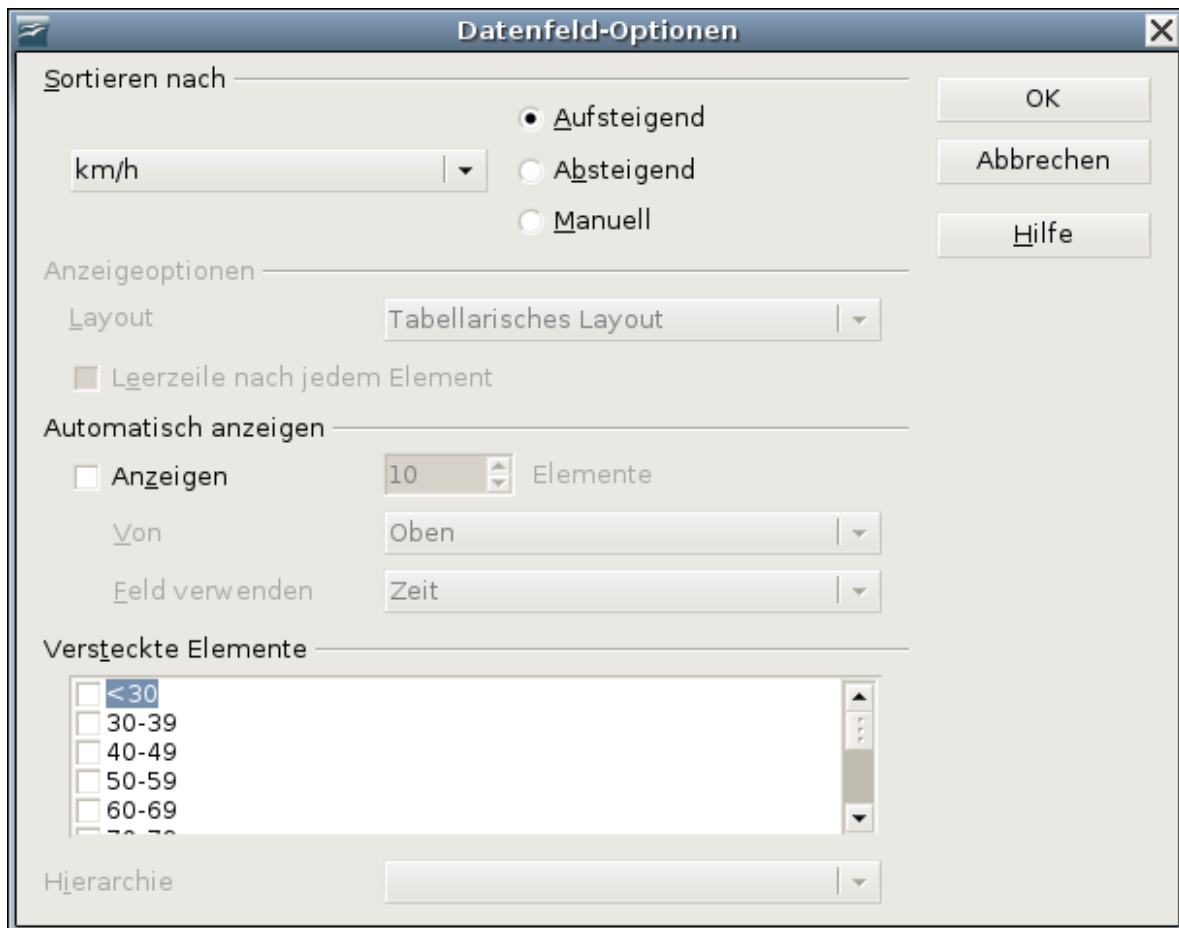 Datenfeld-Optionen
Sortieren nach
km/h
Aufsteigend
Absteigend
Manuell
OK
Abbrechen
Hilfe
Anzeigeoptionen
Layout Tabellarisches Layout
Leerzeile nach jedem Element
Automatisch anzeigen
Anzeigen 10 Elemente
Von Oben
Feld verwenden Zeit
Versteckte Elemente
<30
30-39
40-49
50-59
60-69
Hierarchie